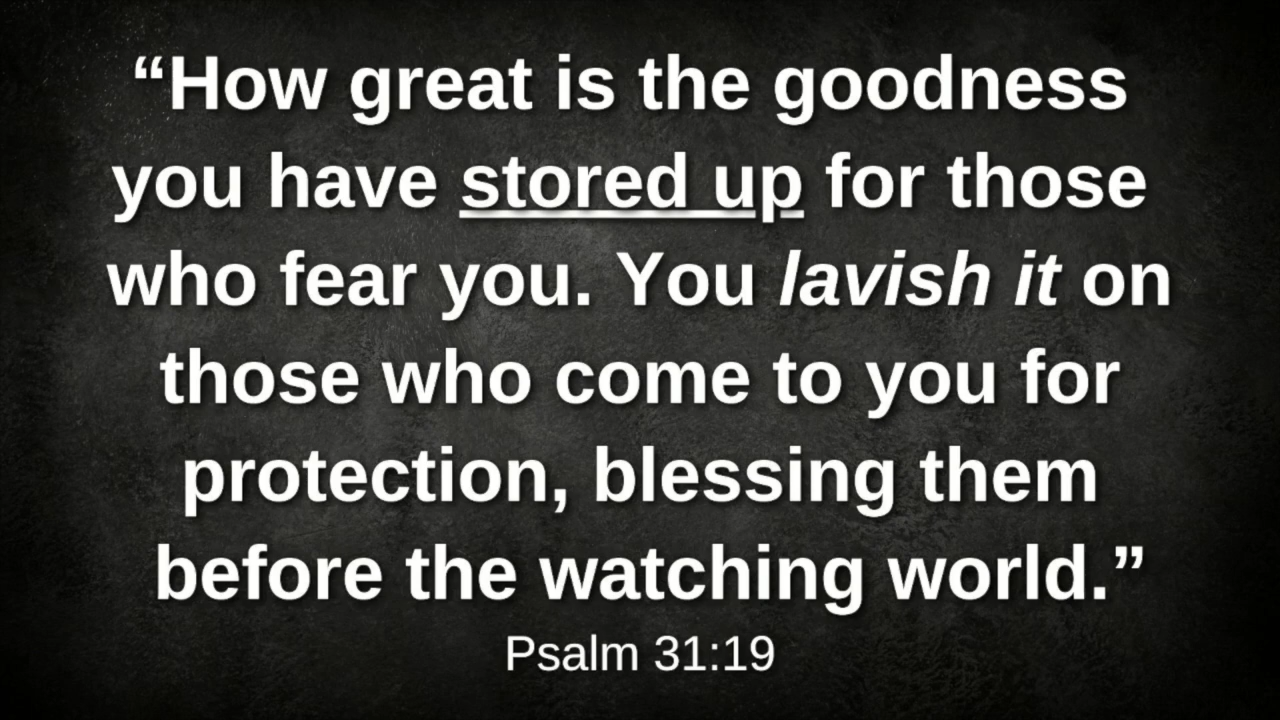 “How great is the goodness
you have stored up for those
who fear you. You lavish it on
those who come to you for
protection, blessing them
before the watching world.”
Psalm 31:19